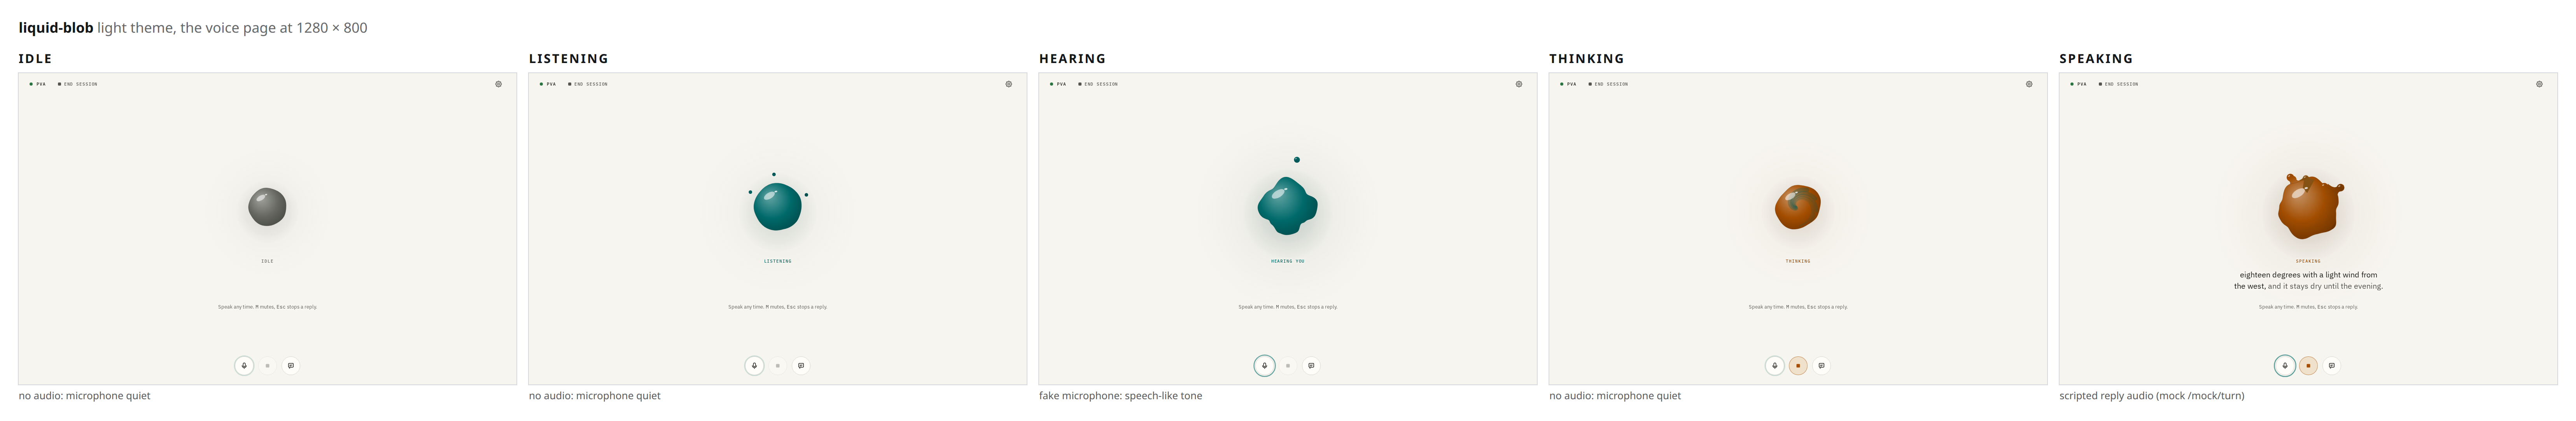 liquid-blob light theme, the voice page at 1280 × 800
IDLE
PVA END SESSION
IDLE
Speak any time. M mutes, Esc stops a reply.
no audio: microphone quiet
LISTENING
PVA END SESSION
LISTENING
Speak any time. M mutes, Esc stops a reply.
no audio: microphone quiet
HEARING
PVA END SESSION
HEARING YOU
Speak any time. M mutes, Esc stops a reply.
fake microphone: speech-like tone
THINKING
PVA END SESSION
THINKING
Speak any time. M mutes, Esc stops a reply.
no audio: microphone quiet
SPEAKING
PVA END SESSION
SPEAKING
eighteen degrees with a light wind from
the west, and it stays dry until the evening.
Speak any time. M mutes, Esc stops a reply.
scripted reply audio (mock /mock/turn)